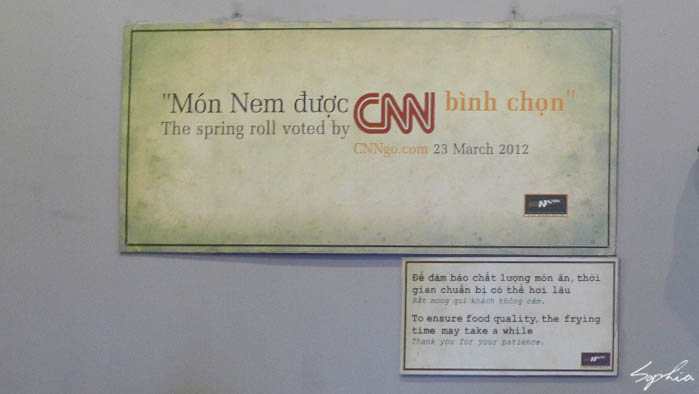 "Món Nem được CNN bình chọn"
The spring roll voted by
CNNgo.com 23 March 2012
Để đảm bảo chất lượng món ăn, thời
gian chuẩn bị có thể hơi lâu
Rất mong quí khách thông cảm.
To ensure food quality, the frying
time may take a while
Thank you for your patience.
Sophia